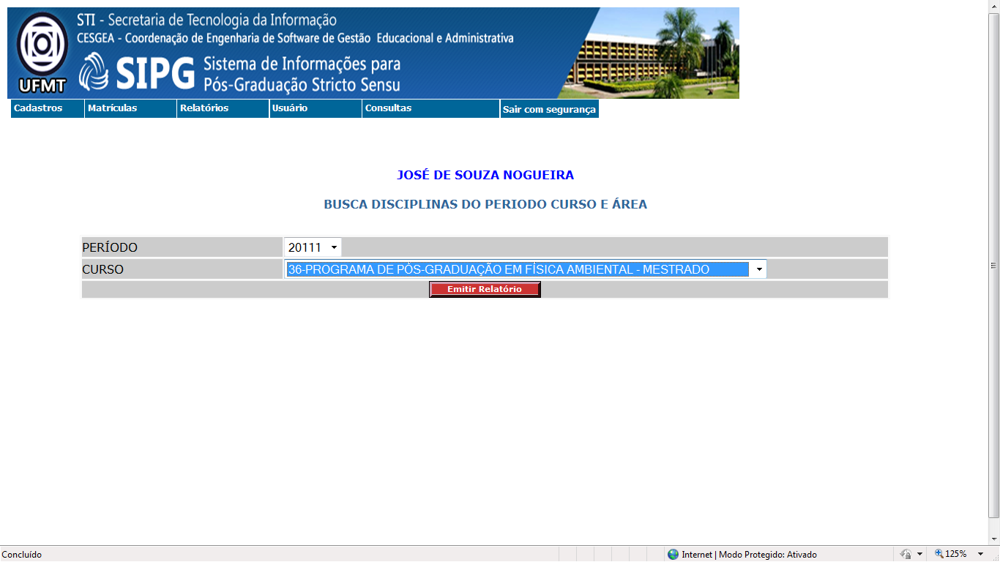 STI - Secretaria de Tecnologia da Informação
CESGEA - Coordenação de Engenharia de Software de Gestão Educacional e Administrativa
UFMT
SIPG
Sistema de Informações para
Pós-Graduação Stricto Sensu
Cadastros Matrículas Relatórios Usuário Consultas Sair com segurança
JOSÉ DE SOUZA NOGUEIRA
BUSCA DISCIPLINAS DO PERIODO CURSO E ÁREA
PERÍODO 20111
CURSO 36-PROGRAMA DE PÓS-GRADUAÇÃO EM FÍSICA AMBIENTAL - MESTRADO
Emitir Relatório
Concluído Internet | Modo Protegido: Ativado 125%